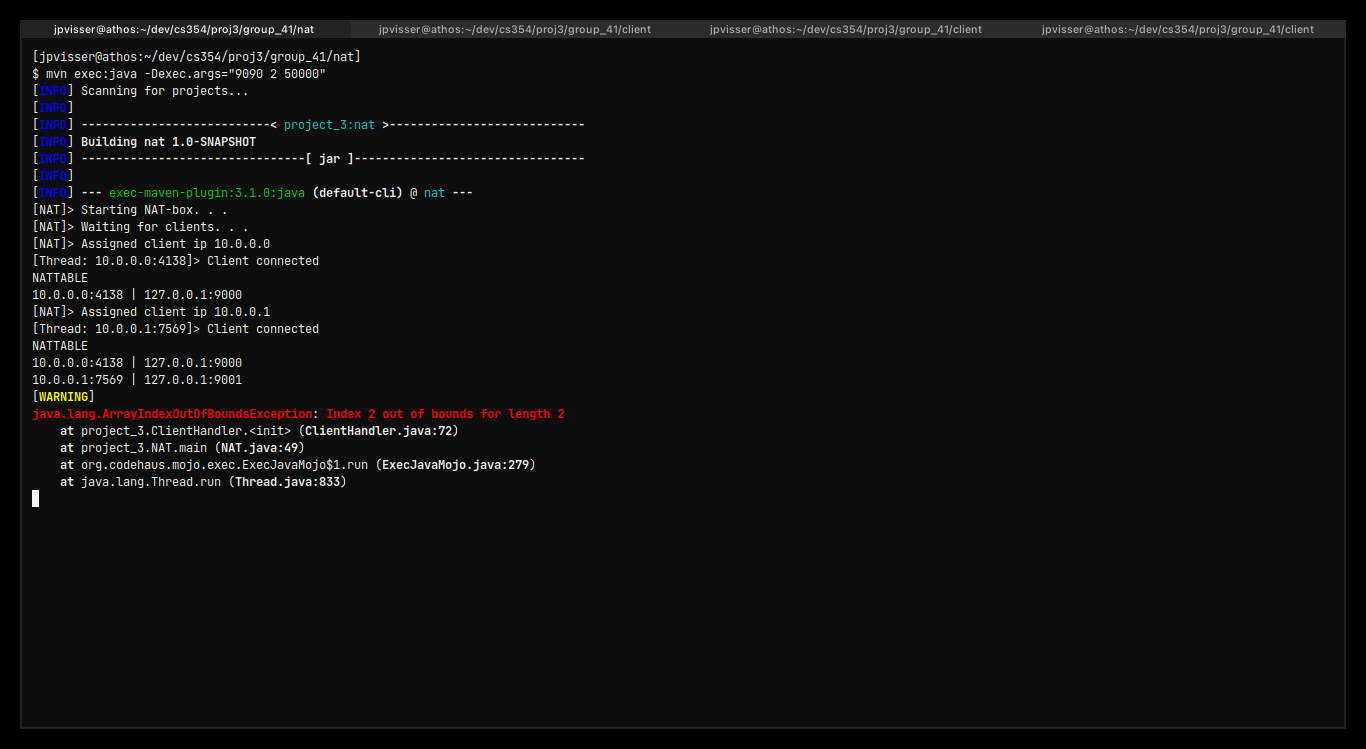 jpvisser@athos:~/dev/cs354/proj3/group_41/nat jpvisser@athos:~/dev/cs354/proj3/group_41/client jpvisser@athos:~/dev/cs354/proj3/group_41/client jpvisser@athos:~/dev/cs354/proj3/group_41/client
[jpvisser@athos:~/dev/cs354/proj3/group_41/nat]
$ mvn exec:java -Dexec.args="9090 2 50000"
[INFO] Scanning for projects...
[INFO]
[INFO] ---------------------------< project_3:nat >----------------------------
[INFO] Building nat 1.0-SNAPSHOT
[INFO] --------------------------------[ jar ]---------------------------------
[INFO]
[INFO] --- exec-maven-plugin:3.1.0:java (default-cli) @ nat ---
[NAT]> Starting NAT-box. . .
[NAT]> Waiting for clients. . .
[NAT]> Assigned client ip 10.0.0.0
[Thread: 10.0.0.0:4138]> Client connected
NATTABLE
10.0.0.0:4138 | 127.0.0.1:9000
[NAT]> Assigned client ip 10.0.0.1
[Thread: 10.0.0.1:7569]> Client connected
NATTABLE
10.0.0.0:4138 | 127.0.0.1:9000
10.0.0.1:7569 | 127.0.0.1:9001
[WARNING]
java.lang.ArrayIndexOutOfBoundsException: Index 2 out of bounds for length 2
    at project_3.ClientHandler.<init> (ClientHandler.java:72)
    at project_3.NAT.main (NAT.java:49)
    at org.codehaus.mojo.exec.ExecJavaMojo$1.run (ExecJavaMojo.java:279)
    at java.lang.Thread.run (Thread.java:833)